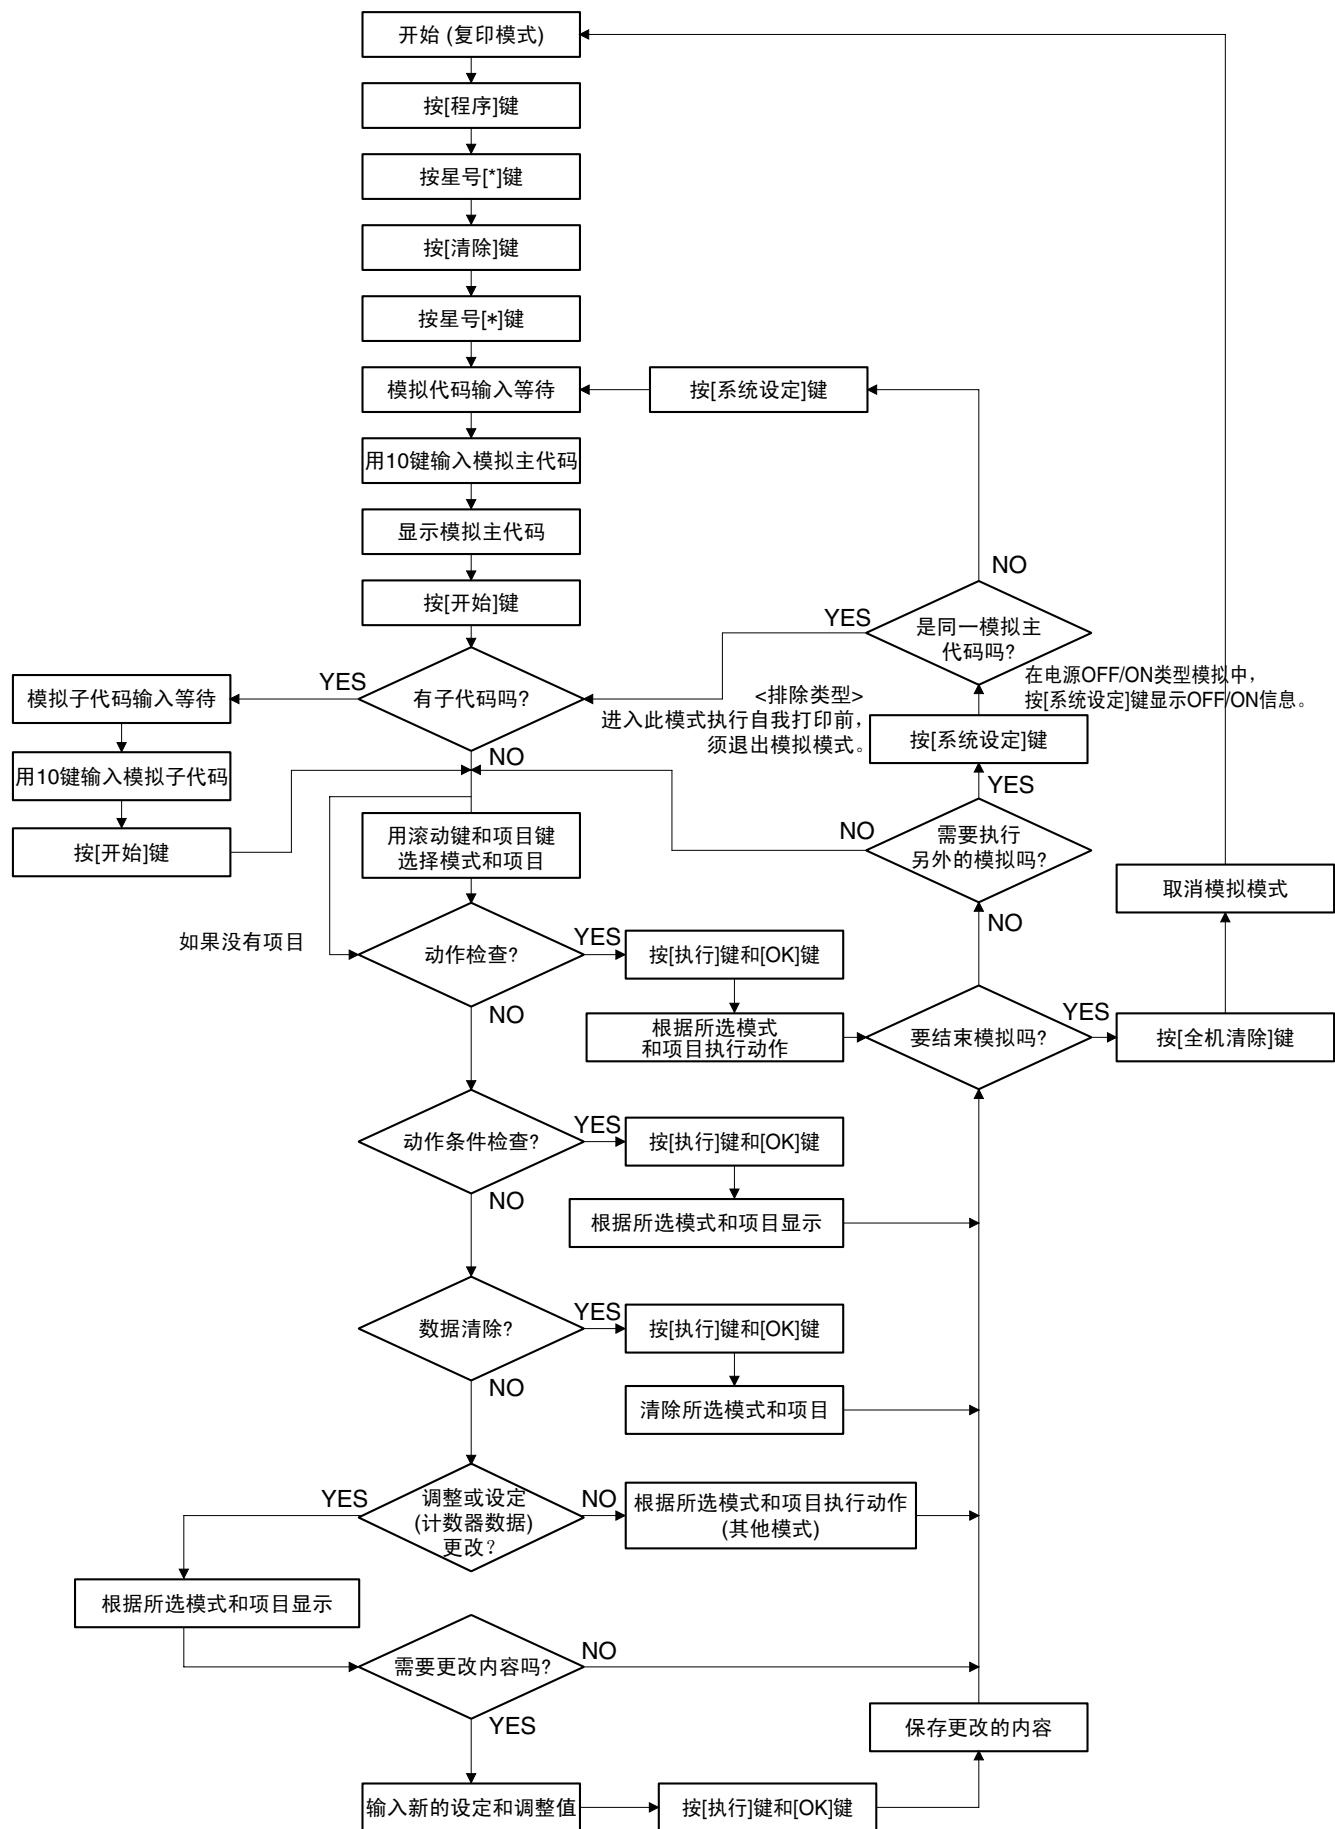 开始 (复印模式)
按[程序]键
按星号[*]键
按[清除]键
按星号[*]键
模拟代码输入等待
按[系统设定]键
用10键输入模拟主代码
显示模拟主代码
NO
按[开始]键
YES
是同一模拟主
代码吗?
YES
模拟子代码输入等待
有子代码吗?
在电源OFF/ON类型模拟中,
按[系统设定]键显示OFF/ON信息。
<排除类型>
进入此模式执行自我打印前,
须退出模拟模式。
按[系统设定]键
NO
用10键输入模拟子代码
YES
按[开始]键
用滚动键和项目键
选择模式和项目
NO
需要执行
另外的模拟吗?
取消模拟模式
NO
如果没有项目
动作检查?
YES
按[执行]键和[OK]键
NO
根据所选模式
和项目执行动作
要结束模拟吗?
YES
按[全机清除]键
动作条件检查?
YES
按[执行]键和[OK]键
NO
根据所选模式和项目显示
数据清除?
YES
按[执行]键和[OK]键
NO
清除所选模式和项目
YES
调整或设定
(计数器数据)
更改?
NO
根据所选模式和项目执行动作
(其他模式)
根据所选模式和项目显示
需要更改内容吗?
NO
YES
保存更改的内容
输入新的设定和调整值
按[执行]键和[OK]键